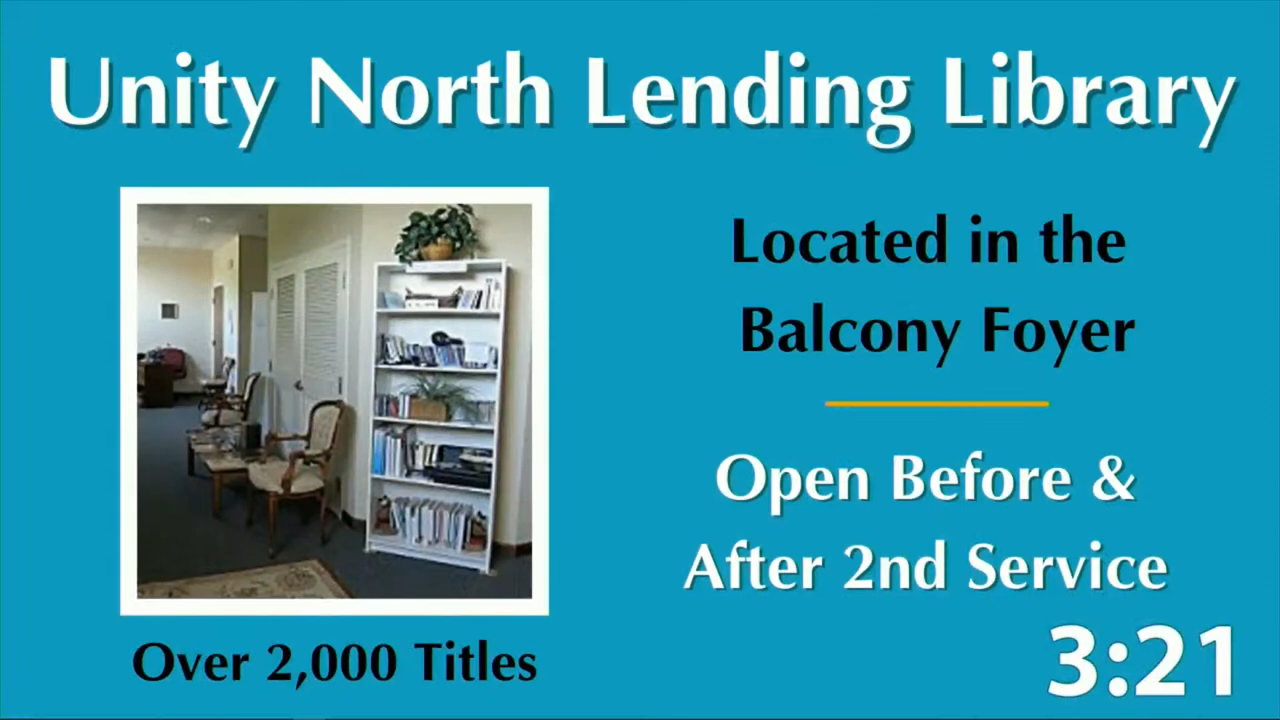 Unity North Lending Library
Located in the
Balcony Foyer
Open Before &
After 2nd Service
Over 2,000 Titles
3:21